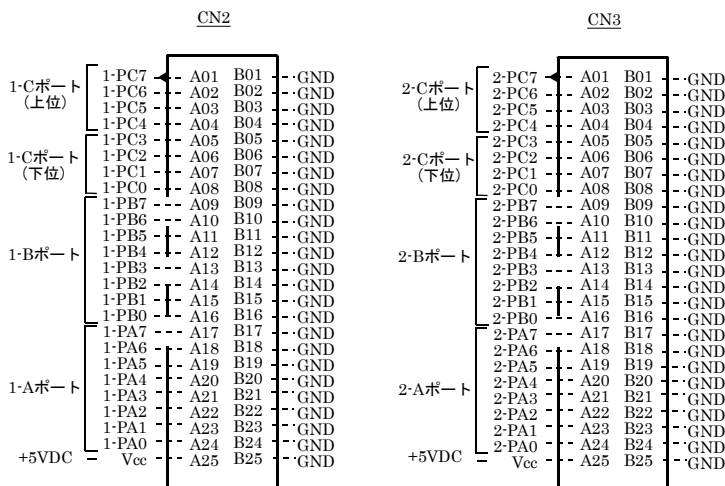 CN2
1-PC7 A01 B01 GND
1-PC6 A02 B02 GND
1-PC5 A03 B03 GND
1-PC4 A04 B04 GND
1-Cポート
(上位)
1-PC3 A05 B05 GND
1-PC2 A06 B06 GND
1-PC1 A07 B07 GND
1-PC0 A08 B08 GND
1-Cポート
(下位)
1-PB7 A09 B09 GND
1-PB6 A10 B10 GND
1-PB5 A11 B11 GND
1-PB4 A12 B12 GND
1-PB3 A13 B13 GND
1-PB2 A14 B14 GND
1-PB1 A15 B15 GND
1-PB0 A16 B16 GND
1-Bポート
1-PA7 A17 B17 GND
1-PA6 A18 B18 GND
1-PA5 A19 B19 GND
1-PA4 A20 B20 GND
1-PA3 A21 B21 GND
1-PA2 A22 B22 GND
1-PA1 A23 B23 GND
1-PA0 A24 B24 GND
1-Aポート
+5VDC Vcc A25 B25 GND
CN3
2-PC7 A01 B01 GND
2-PC6 A02 B02 GND
2-PC5 A03 B03 GND
2-PC4 A04 B04 GND
2-Cポート
(上位)
2-PC3 A05 B05 GND
2-PC2 A06 B06 GND
2-PC1 A07 B07 GND
2-PC0 A08 B08 GND
2-Cポート
(下位)
2-PB7 A09 B09 GND
2-PB6 A10 B10 GND
2-PB5 A11 B11 GND
2-PB4 A12 B12 GND
2-PB3 A13 B13 GND
2-PB2 A14 B14 GND
2-PB1 A15 B15 GND
2-PB0 A16 B16 GND
2-Bポート
2-PA7 A17 B17 GND
2-PA6 A18 B18 GND
2-PA5 A19 B19 GND
2-PA4 A20 B20 GND
2-PA3 A21 B21 GND
2-PA2 A22 B22 GND
2-PA1 A23 B23 GND
2-PA0 A24 B24 GND
2-Aポート
+5VDC Vcc A25 B25 GND